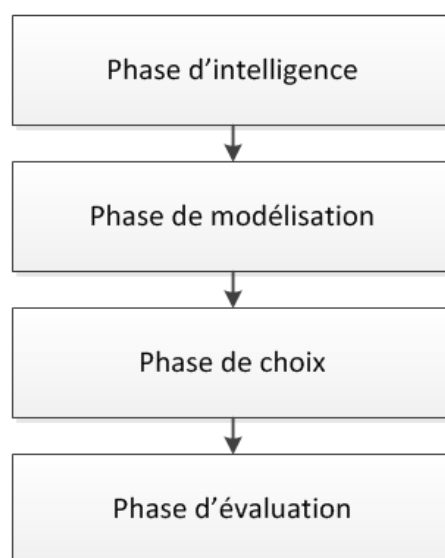 Phase d’intelligence
Phase de modélisation
Phase de choix
Phase d’évaluation